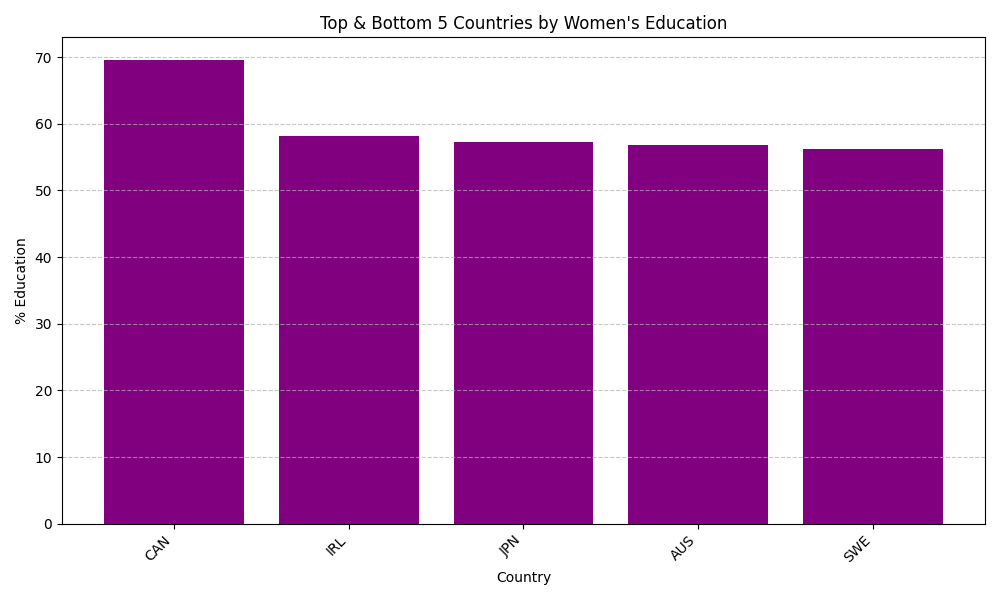 Top & Bottom 5 Countries by Women's Education
% Education
70
60
50
40
30
20
10
0
CAN
IRL
JPN
AUS
SWE
Country